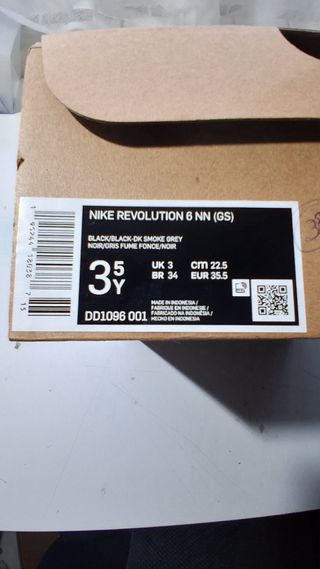 NIKE REVOLUTION 6 NN (GS)
BLACK/BLACK-DK SMOKE GREY
NOIR/GRIS FUME FONCE/NOIR
3 5 Y
UK 3 cm 22.5
BR 34 EUR 35.5
DD1096 001
MADE IN INDONESIA /
FABRIQUE EN INDONESIE /
FABRICADO NA INDONÉSIA /
HECHO EN INDONESIA